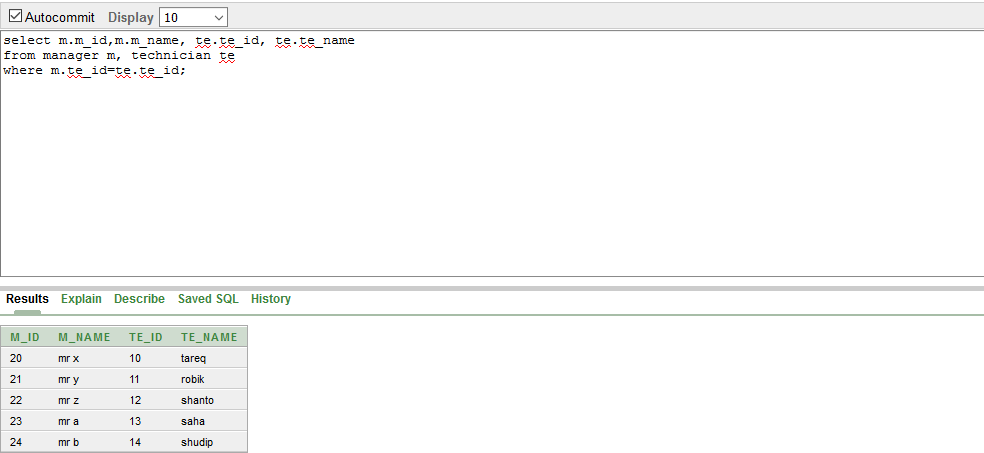 Autocommit Display 10
select m.m_id,m.m_name, te.te_id, te.te_name
from manager m, technician te
where m.te_id=te.te_id;
Results Explain Describe Saved SQL History
M_ID M_NAME TE_ID TE_NAME
20 mr x 10 tareq
21 mr y 11 robik
22 mr z 12 shanto
23 mr a 13 saha
24 mr b 14 shudip